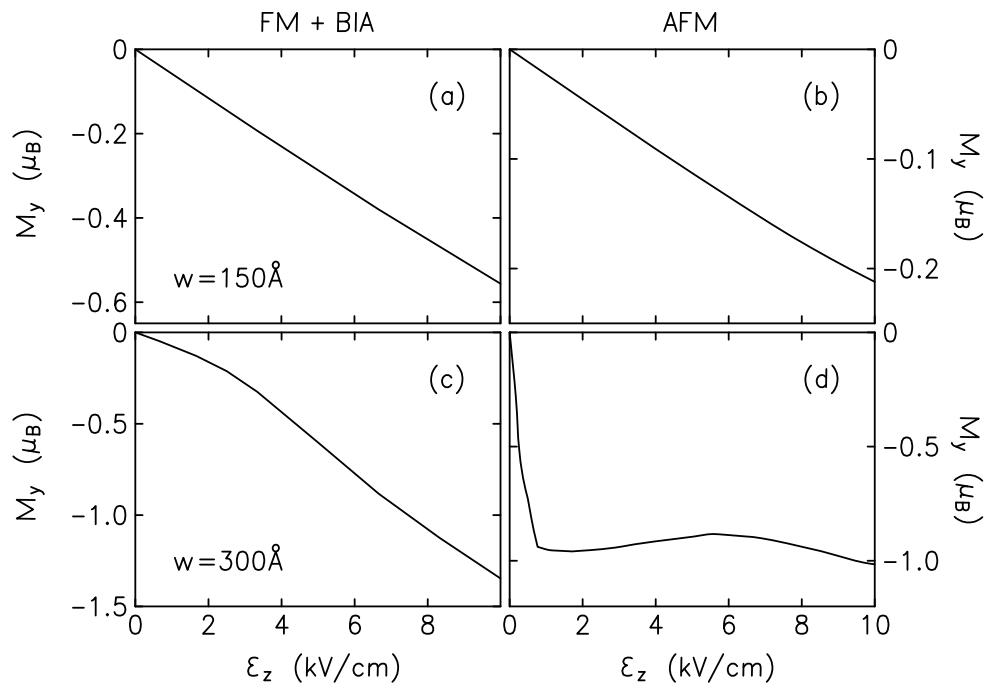 FM + BIA
AFM
0
−0.2
−0.4
−0.6
M_y (μ_B)
(a)
w=150Å
(b)
0
−0.1
−0.2
M_y (μ_B)
0
−0.5
−1.0
−1.5
M_y (μ_B)
(c)
w=300Å
(d)
0
−0.5
−1.0
M_y (μ_B)
0 2 4 6 8
0 2 4 6 8 10
ℰ_z (kV/cm)
ℰ_z (kV/cm)